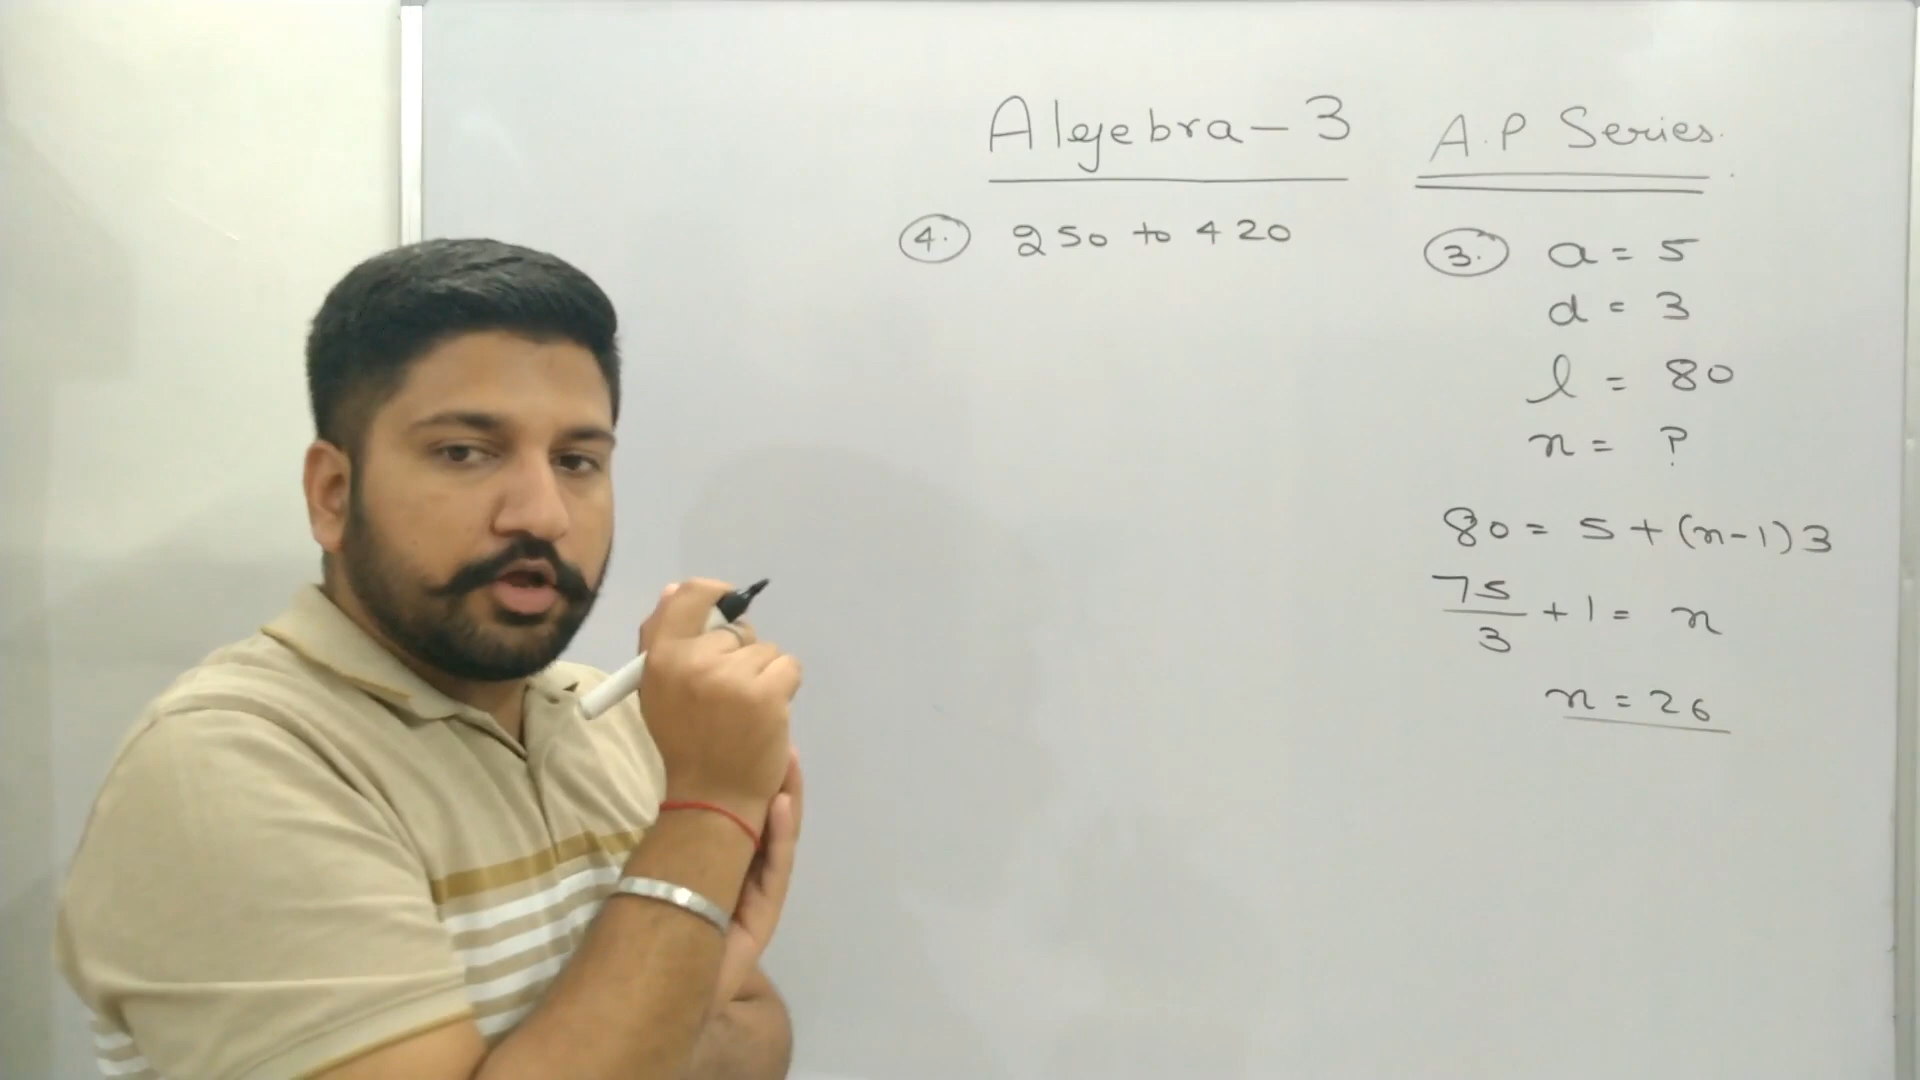 Algebra - 3
A.P Series.
4. 250 to 420
3. a = 5
d = 3
l = 80
n = ?
80 = 5 + (n-1)3
75/3 + 1 = n
n = 26